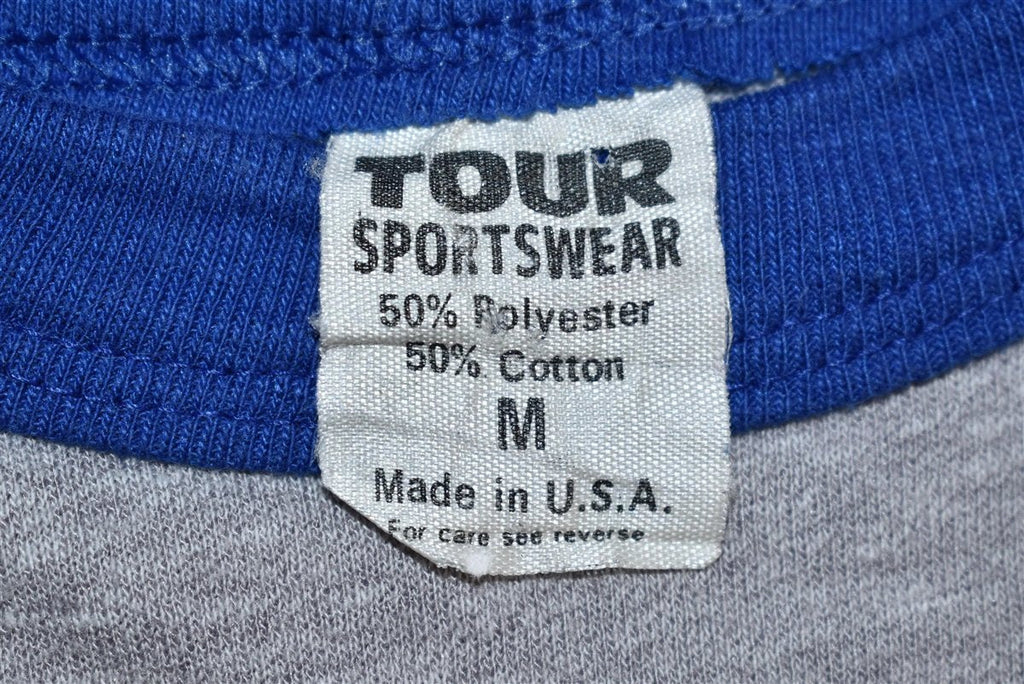 TOUR
SPORTSWEAR
50% Polyester
50% Cotton
M
Made in U.S.A.
For care see reverse